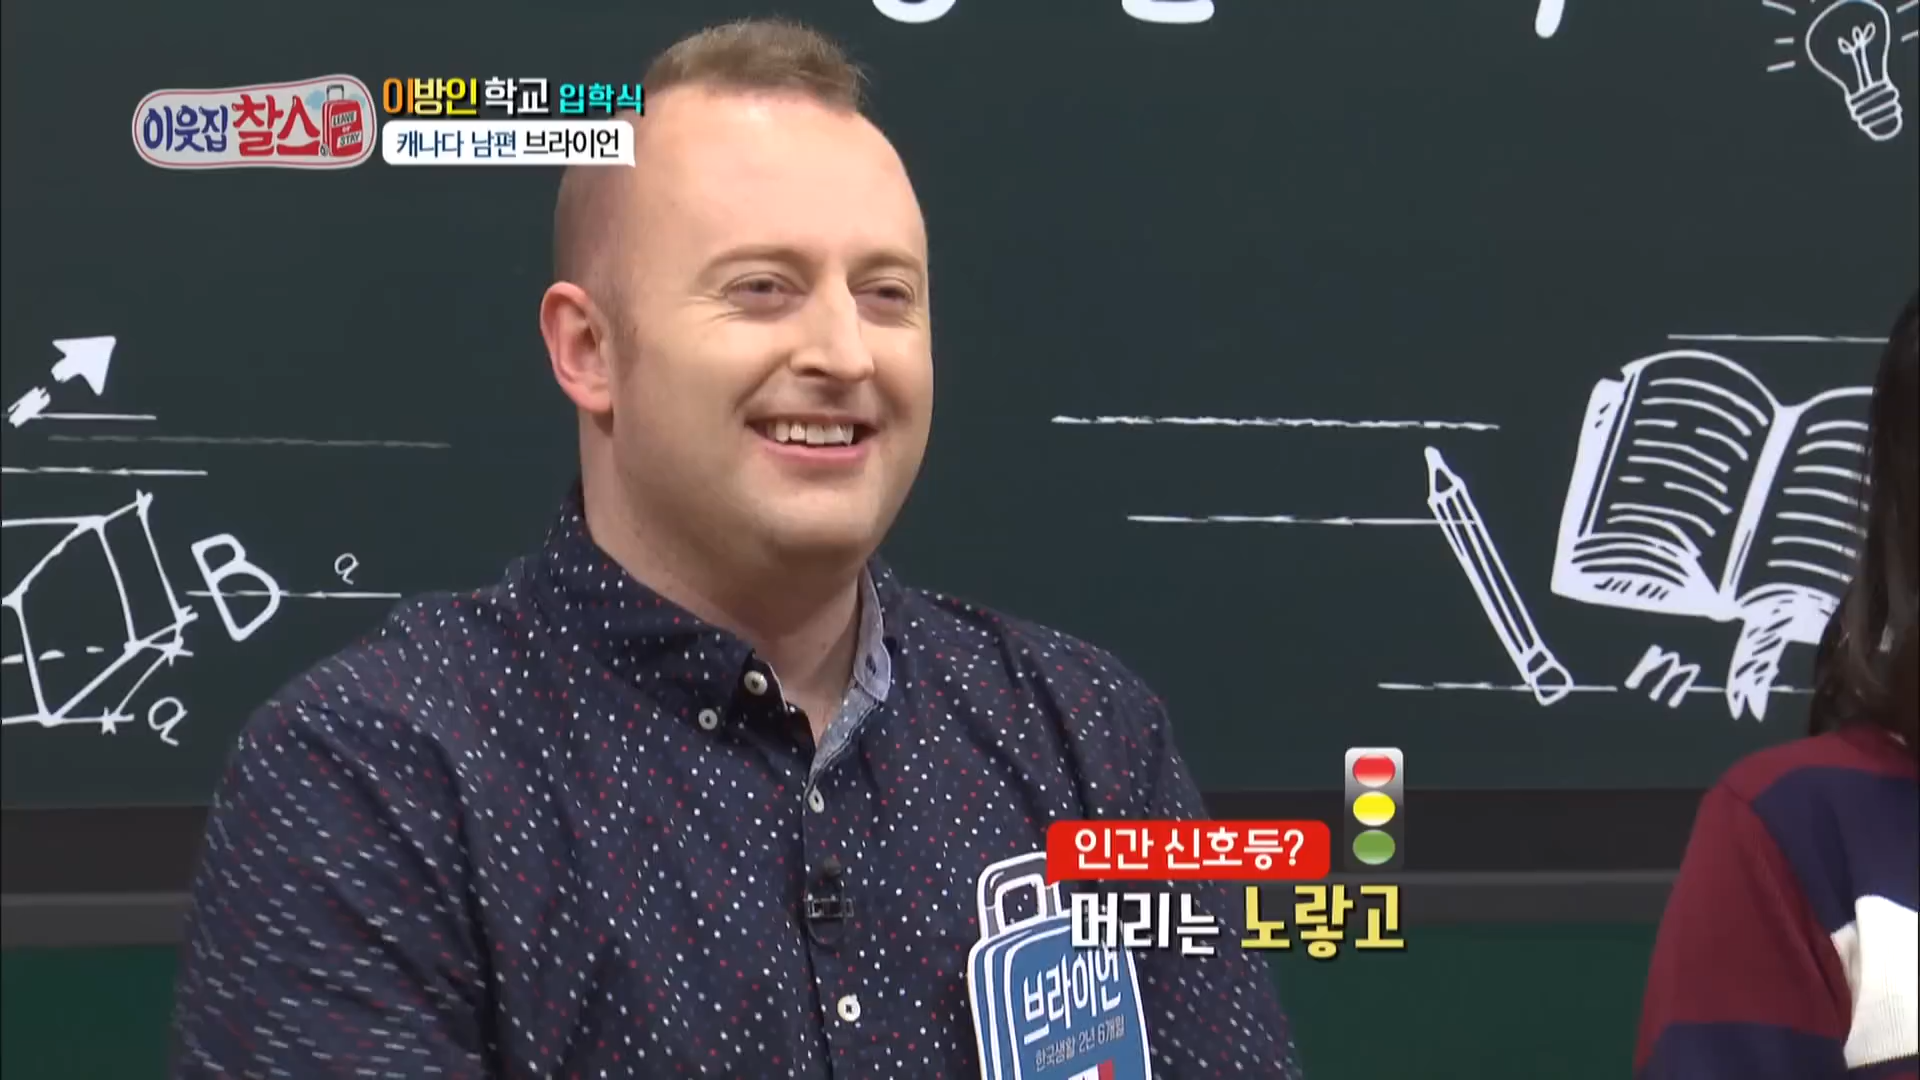 이웃집 찰스
LEAVE
or
STAY
이방인 학교 입학식
캐나다 남편 브라이언
B
a
a
m
인간 신호등?
머리는 노랗고
브라이언
한국생활 2년 6개월